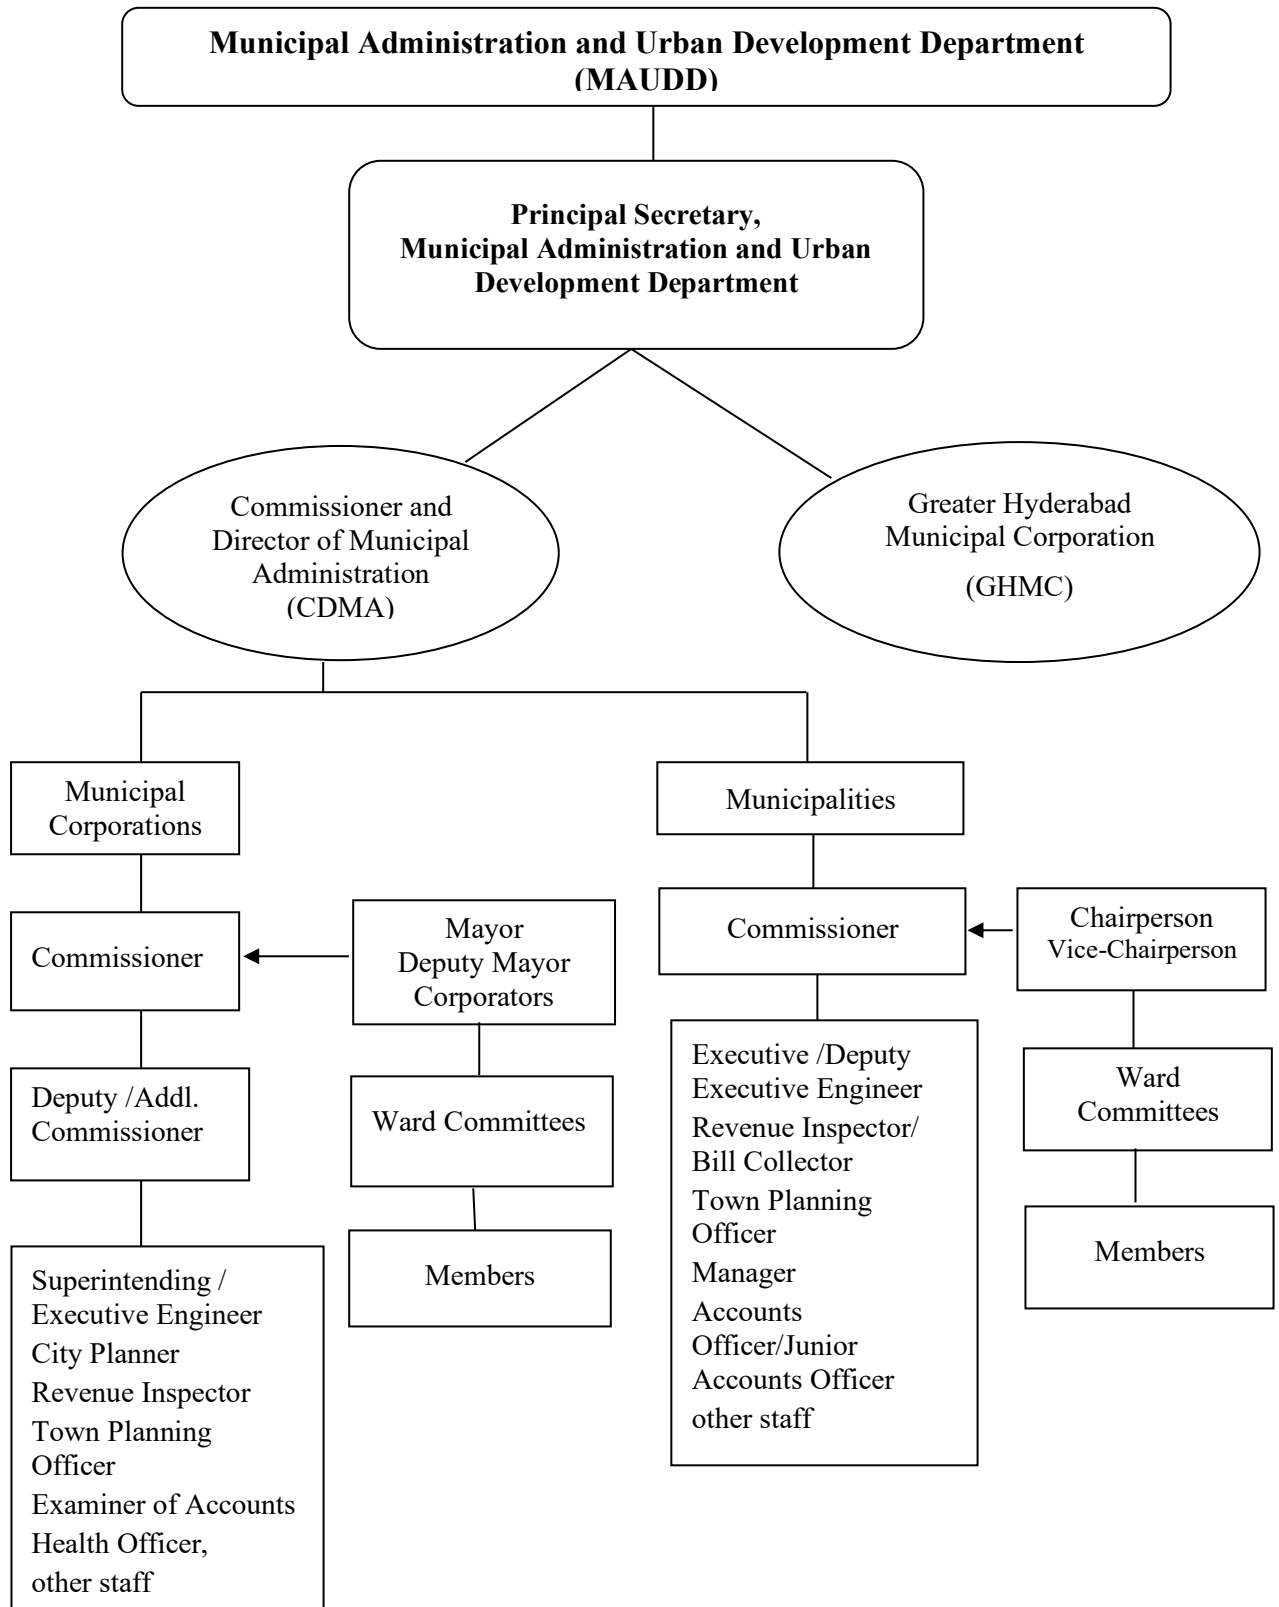 Municipal Administration and Urban Development Department
(MAUDD)
Principal Secretary,
Municipal Administration and Urban
Development Department
Commissioner and
Director of Municipal
Administration
(CDMA)
Greater Hyderabad
Municipal Corporation
(GHMC)
Municipal
Corporations
Municipalities
Commissioner
Mayor
Deputy Mayor
Corporators
Commissioner
Chairperson
Vice-Chairperson
Deputy /Addl.
Commissioner
Ward Committees
Executive /Deputy
Executive Engineer
Revenue Inspector/
Bill Collector
Town Planning
Officer
Manager
Accounts
Officer/Junior
Accounts Officer
other staff
Ward
Committees
Members
Members
Superintending /
Executive Engineer
City Planner
Revenue Inspector
Town Planning
Officer
Examiner of Accounts
Health Officer,
other staff